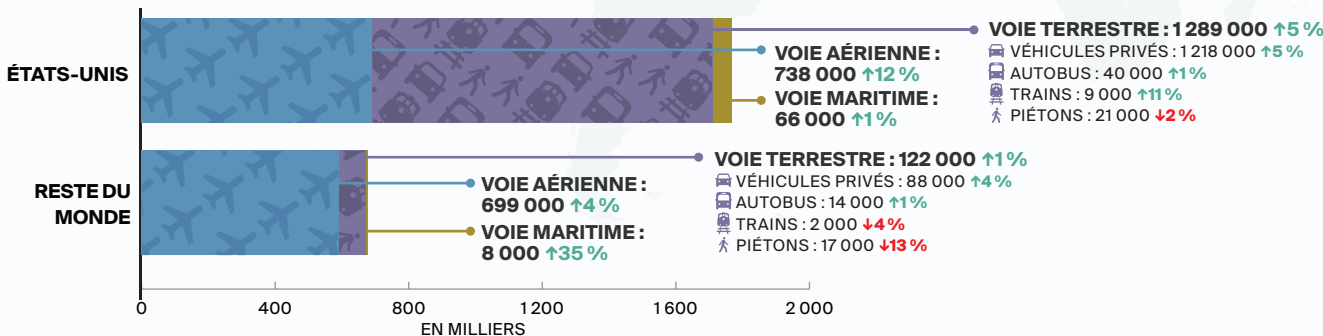 ÉTATS-UNIS
VOIE AÉRIENNE :
738 000 ↑12 %
VOIE MARITIME :
66 000 ↑1 %
VOIE TERRESTRE : 1 289 000 ↑5 %
VÉHICULES PRIVÉS : 1 218 000 ↑5 %
AUTOBUS : 40 000 ↑1 %
TRAINS : 9 000 ↑11 %
PIÉTONS : 21 000 ↓2 %
RESTE DU
MONDE
VOIE AÉRIENNE :
699 000 ↑4 %
VOIE MARITIME :
8 000 ↑35 %
VOIE TERRESTRE : 122 000 ↑1 %
VÉHICULES PRIVÉS : 88 000 ↑4 %
AUTOBUS : 14 000 ↑1 %
TRAINS : 2 000 ↓4 %
PIÉTONS : 17 000 ↓13 %
0 400 800 1 200 1 600 2 000
EN MILLIERS